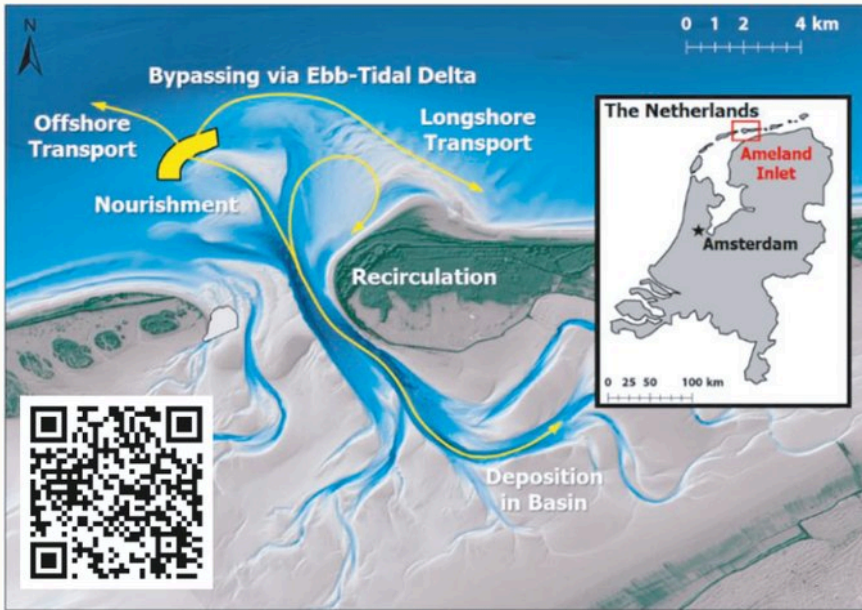 N
0 1 2 4 km
Bypassing via Ebb-Tidal Delta
Offshore
Transport
Longshore
Transport
Nourishment
Recirculation
Deposition
in Basin
The Netherlands
Ameland
Inlet
Amsterdam
0 25 50 100 km